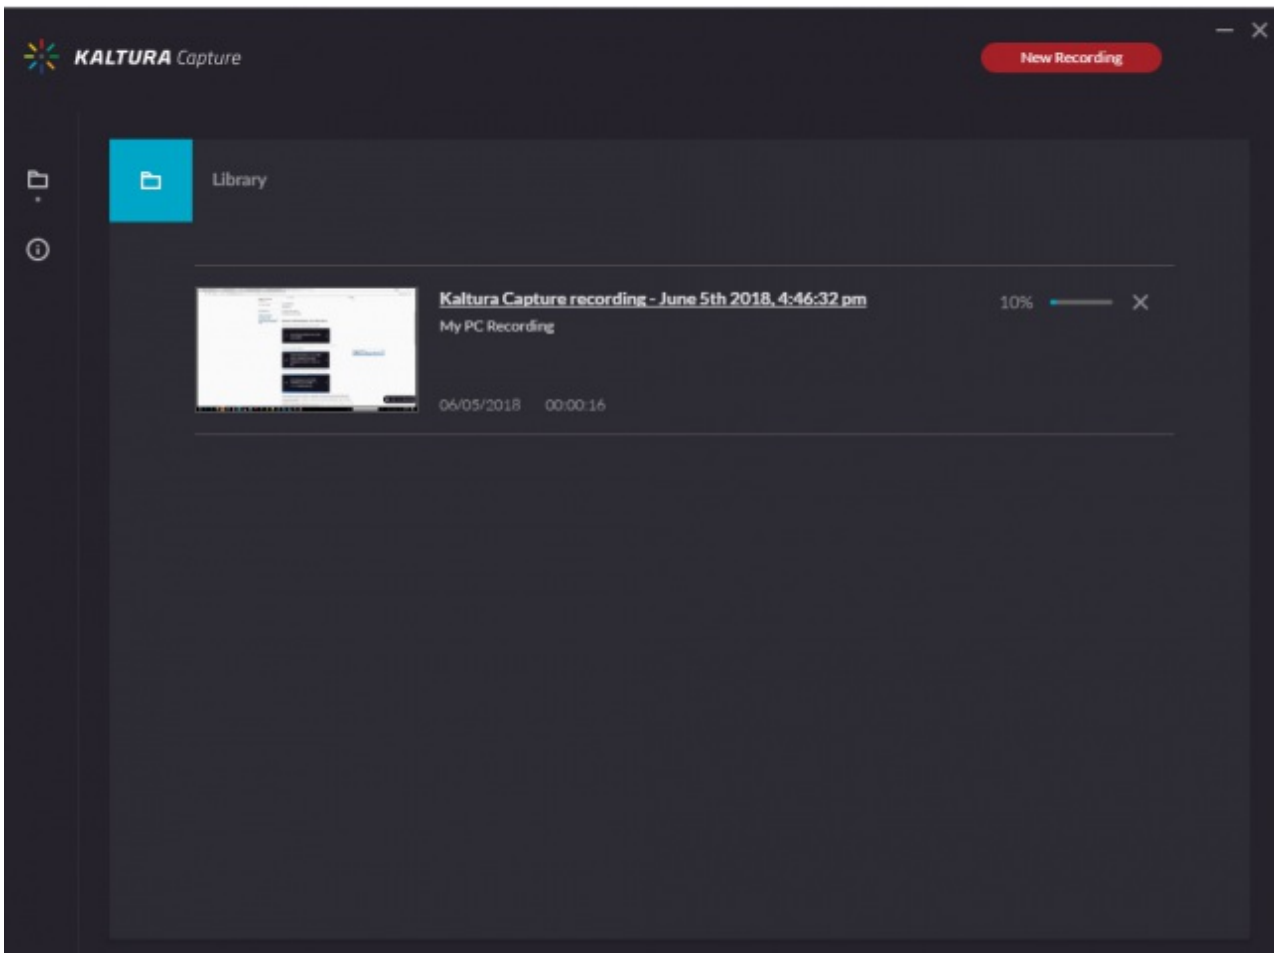 KALTURA Capture
New Recording
Library
Kaltura Capture recording - June 5th 2018, 4:46:32 pm
10%
My PC Recording
06/05/2018 00:00:16